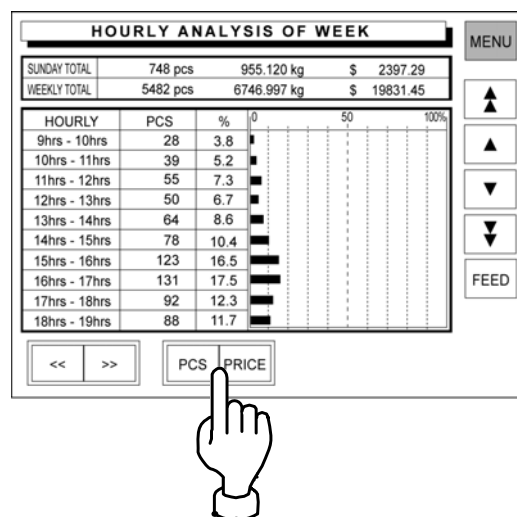 HOURLY ANALYSIS OF WEEK
MENU
SUNDAY TOTAL 748 pcs 955.120 kg $ 2397.29
WEEKLY TOTAL 5482 pcs 6746.997 kg $ 19831.45
HOURLY PCS % 0 50 100%
9hrs - 10hrs 28 3.8
10hrs - 11hrs 39 5.2
11hrs - 12hrs 55 7.3
12hrs - 13hrs 50 6.7
13hrs - 14hrs 64 8.6
14hrs - 15hrs 78 10.4
15hrs - 16hrs 123 16.5
16hrs - 17hrs 131 17.5
FEED
17hrs - 18hrs 92 12.3
18hrs - 19hrs 88 11.7
<< >> PCS PRICE